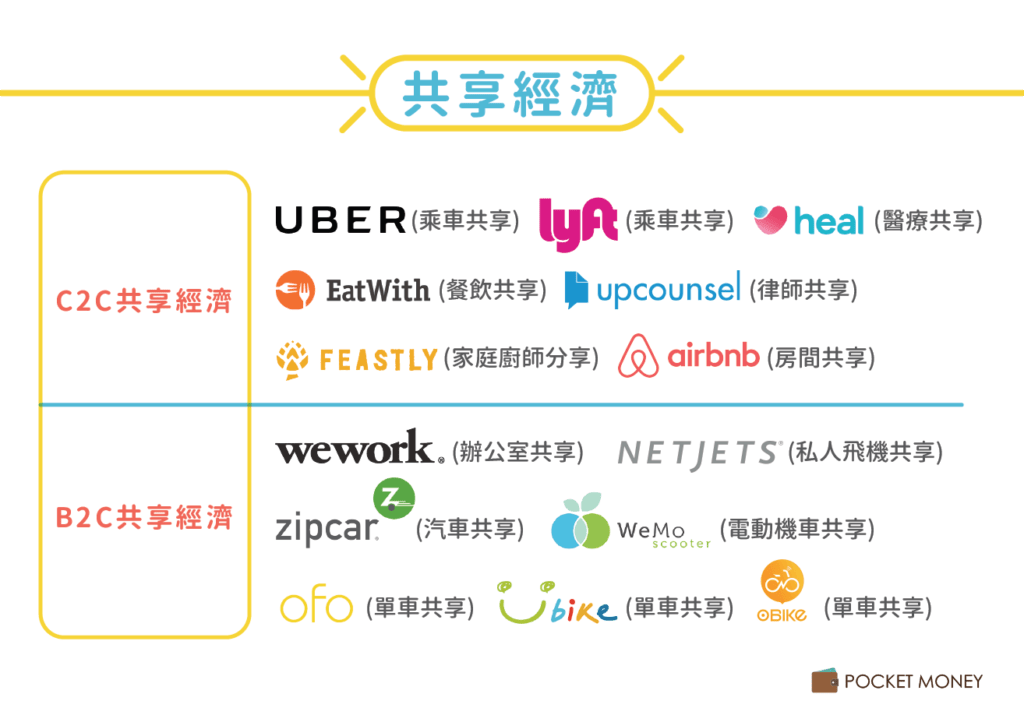 共享經濟
C2C共享經濟
UBER (乘車共享) lyft (乘車共享) heal (醫療共享)
EatWith (餐飲共享) upcounsel (律師共享)
FEASTLY (家庭廚師分享) airbnb (房間共享)
B2C共享經濟
wework® (辦公室共享) NETJETS® (私人飛機共享)
Z zipcar® (汽車共享) WeMo scooter (電動機車共享)
ofo (單車共享) Ubike (單車共享) OBIKE (單車共享)
POCKET MONEY